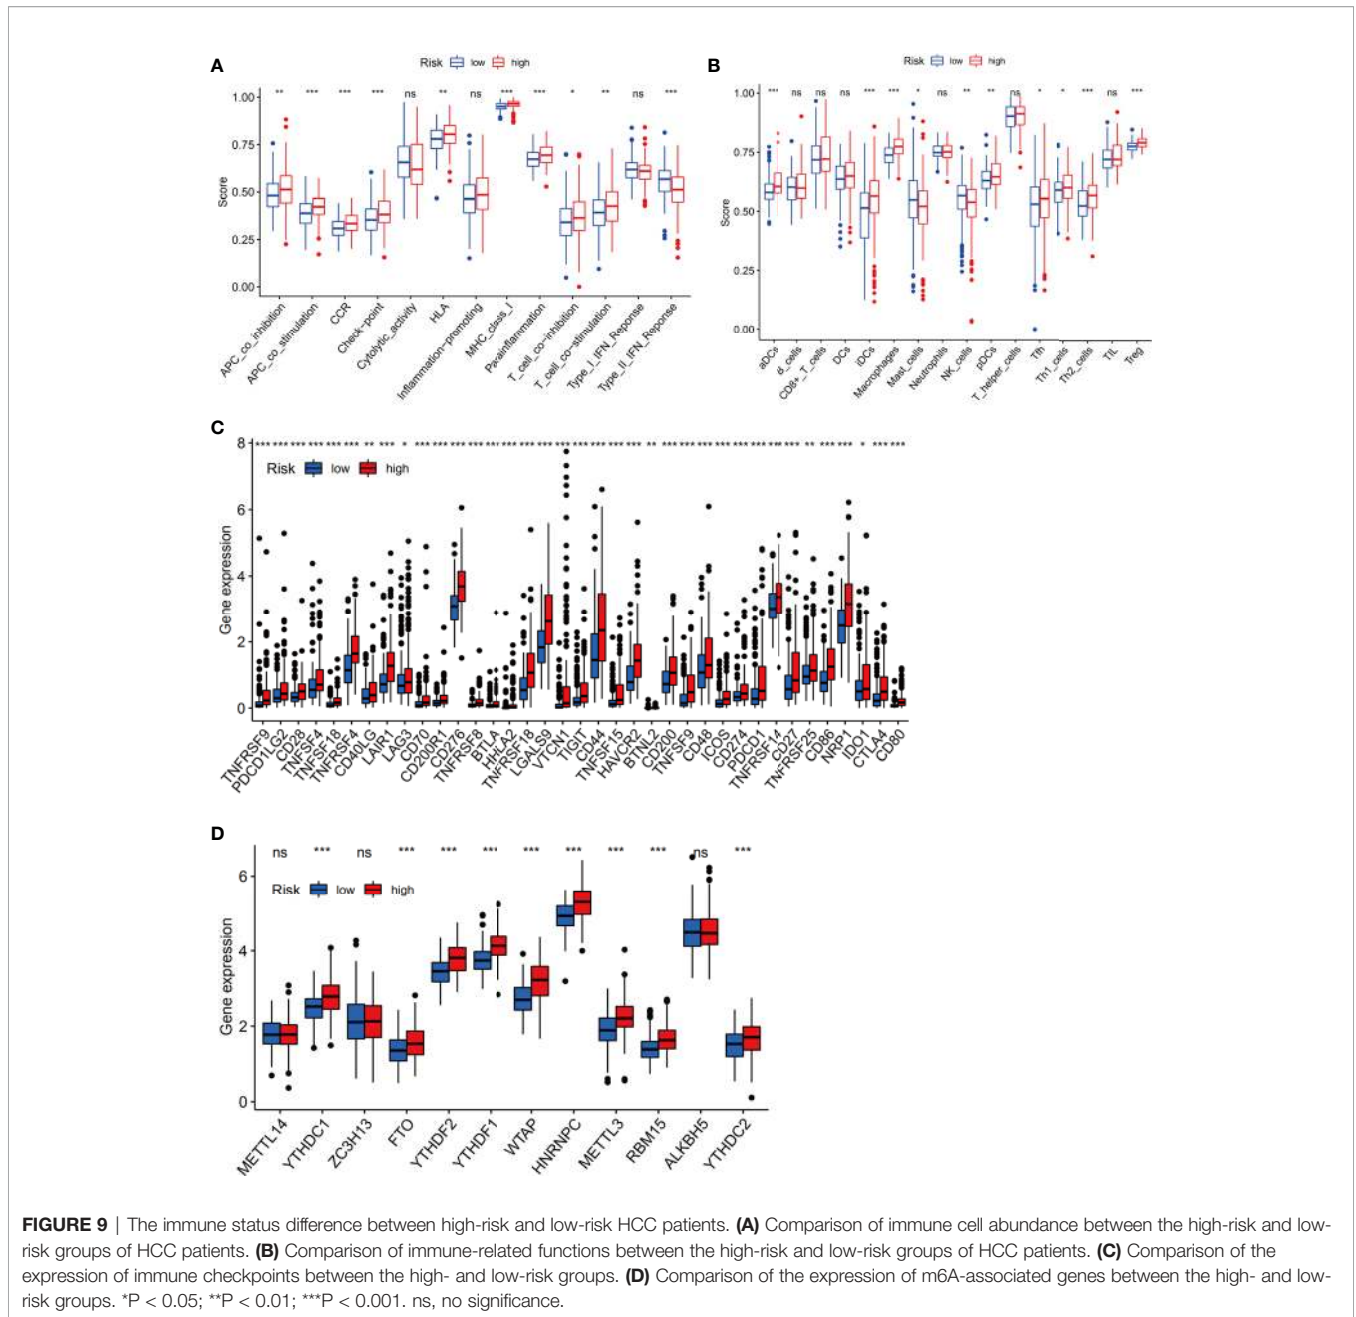 A
Risk low high
** *** *** *** ns ** ns *** *** * ** ns ***
1.00
0.75
0.50
0.25
0.00
Score
APC_co_inhibition
APC_co_stimulation
CCR
Check-point
Cytolytic_activity
HLA
Inflammation-promoting
MHC_class_I
Parainflammation
T_cell_co-inhibition
T_cell_co-stimulation
Type_I_IFN_Reponse
Type_II_IFN_Reponse
B
Risk low high
*** ns ns ns *** *** * ns ** ** ns * * *** ns ***
1.00
0.75
0.50
0.25
0.00
Score
aDCs
B_cells
CD8+_T_cells
DCs
iDCs
Macrophages
Mast_cells
Neutrophils
NK_cells
pDCs
T_helper_cells
Tfh
Th1_cells
Th2_cells
TIL
Treg
C
*** *** *** *** *** *** ** *** * *** *** *** *** *** *** *** *** *** *** *** *** *** ** *** *** *** *** *** *** *** *** ** *** *** * *** ***
Risk low high
8
6
4
2
0
Gene expression
TNFRSF9
PDCD1LG2
CD28
TNFSF4
TNFSF18
TNFRSF4
CD40LG
LAIR1
LAG3
CD70
CD200R1
CD276
TNFRSF8
BTLA
HHLA2
TNFRSF18
LGALS9
VTCN1
TIGIT
CD44
TNFSF15
HAVCR2
BTNL2
CD200
TNFSF9
CD48
ICOS
CD274
PDCD1
TNFRSF14
CD27
TNFRSF25
CD86
NRP1
IDO1
CTLA4
CD80
D
ns *** ns *** *** *** *** *** *** *** ns ***
Risk low high
6
4
2
0
Gene expression
METTL14
YTHDC1
ZC3H13
FTO
YTHDF2
YTHDF1
WTAP
HNRNPC
METTL3
RBM15
ALKBH5
YTHDC2
FIGURE 9 | The immune status difference between high-risk and low-risk HCC patients. (A) Comparison of immune cell abundance between the high-risk and low-
risk groups of HCC patients. (B) Comparison of immune-related functions between the high-risk and low-risk groups of HCC patients. (C) Comparison of the
expression of immune checkpoints between the high- and low-risk groups. (D) Comparison of the expression of m6A-associated genes between the high- and low-
risk groups. *P < 0.05; **P < 0.01; ***P < 0.001. ns, no significance.